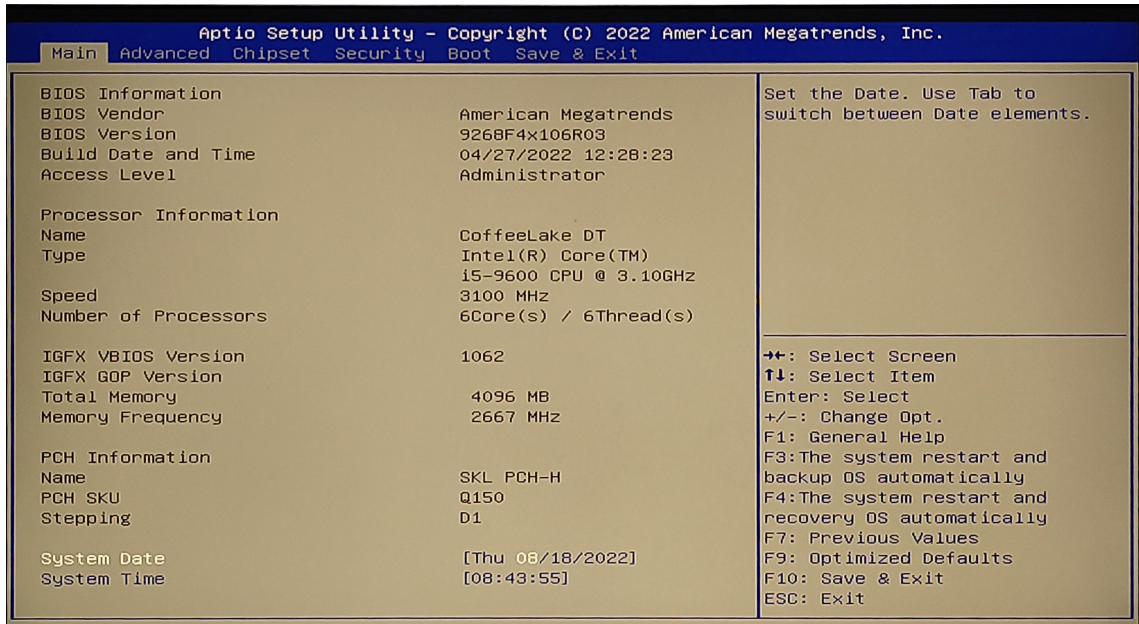 Aptio Setup Utility – Copyright (C) 2022 American Megatrends, Inc.
Main Advanced Chipset Security Boot Save & Exit
BIOS Information
BIOS Vendor American Megatrends
BIOS Version 9268F4x106R03
Build Date and Time 04/27/2022 12:28:23
Access Level Administrator
Processor Information
Name CoffeeLake DT
Type Intel(R) Core(TM)
i5-9600 CPU @ 3.10GHz
Speed 3100 MHz
Number of Processors 6Core(s) / 6Thread(s)
IGFX VBIOS Version 1062
IGFX GOP Version
Total Memory 4096 MB
Memory Frequency 2667 MHz
PCH Information
Name SKL PCH-H
PCH SKU Q150
Stepping D1
System Date [Thu 08/18/2022]
System Time [08:43:55]
Set the Date. Use Tab to
switch between Date elements.
→←: Select Screen
↑↓: Select Item
Enter: Select
+/-: Change Opt.
F1: General Help
F3:The system restart and
backup OS automatically
F4:The system restart and
recovery OS automatically
F7: Previous Values
F9: Optimized Defaults
F10: Save & Exit
ESC: Exit